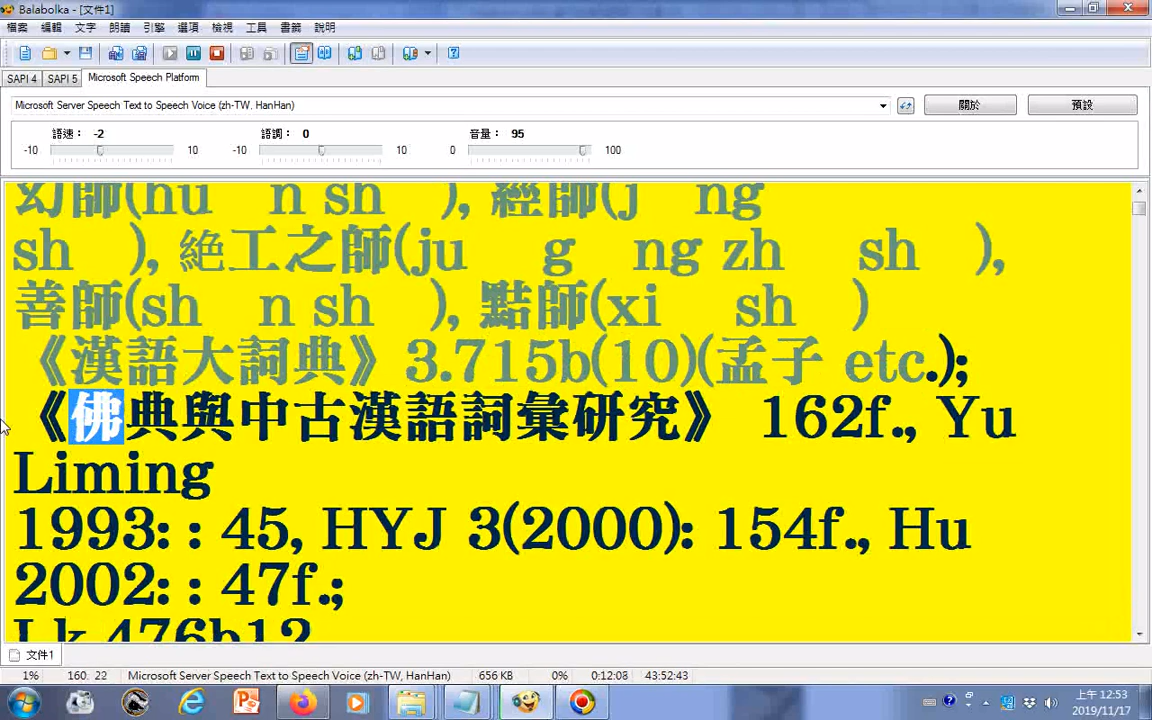 Balabolka - [文件1]
檔案 編輯 文字 朗讀 引擎 選項 檢視 工具 書籤 說明
SAPI 4 SAPI 5 Microsoft Speech Platform
Microsoft Server Speech Text to Speech Voice (zh-TW, HanHan) 關於 預設
語速： -2 語調： 0 音量： 95
-10 10 -10 10 0 100
幻師(hu n sh ), 經師(j ng
sh ), 絶工之師(ju g ng zh sh ),
善師(sh n sh ), 黠師(xi sh )
《漢語大詞典》 3.715b(10)(孟子 etc.);
《佛典與中古漢語詞彙研究》 162f., Yu
Liming
1993: : 45, HYJ 3(2000): 154f., Hu
2002: : 47f.;
Lk.476b12
文件1
1% 160: 22 Microsoft Server Speech Text to Speech Voice (zh-TW, HanHan) 656 KB 0% 0:12:08 43:52:43
上午 12:53
2019/11/17